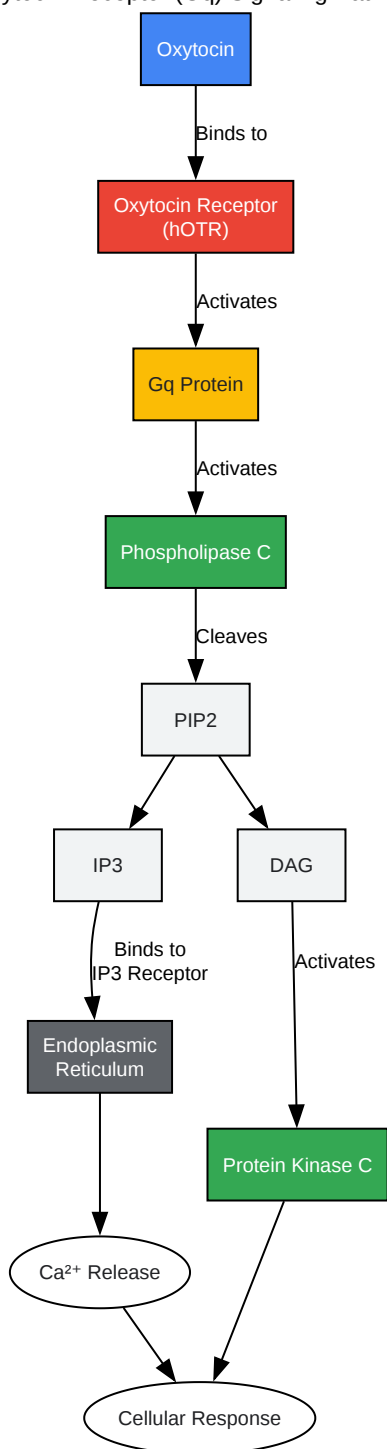 Oxytocin
Binds to
Oxytocin Receptor
(hOTR)
Activates
Gq Protein
Activates
Phospholipase C
Cleaves
PIP2
IP3
DAG
Binds to
IP3 Receptor
Activates
Endoplasmic
Reticulum
Protein Kinase C
Ca²⁺ Release
Cellular Response